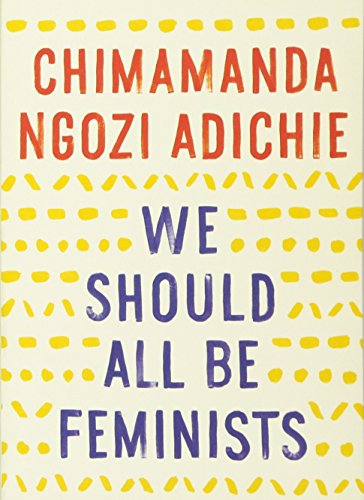 CHIMAMANDA
NGOZI ADICHIE
WE
SHOULD
ALL BE
FEMINISTS